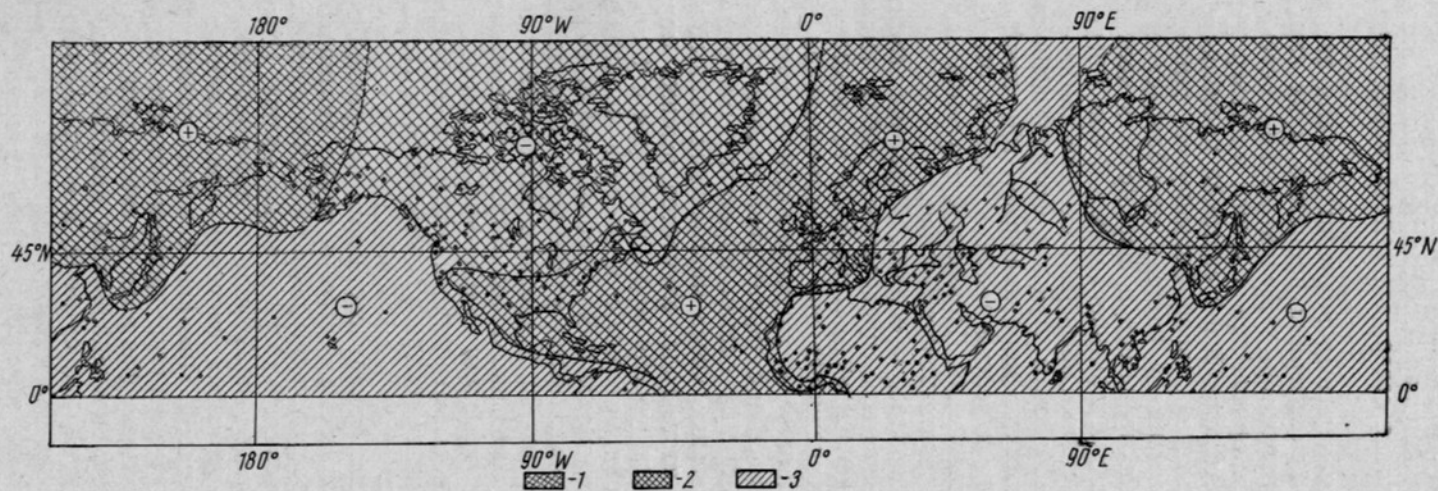 180° 90°W 0° 90°E
+ − + +
45°N 45°N
− + − −
0° 0°
180° 90°W 0° 90°E
-1 -2 -3